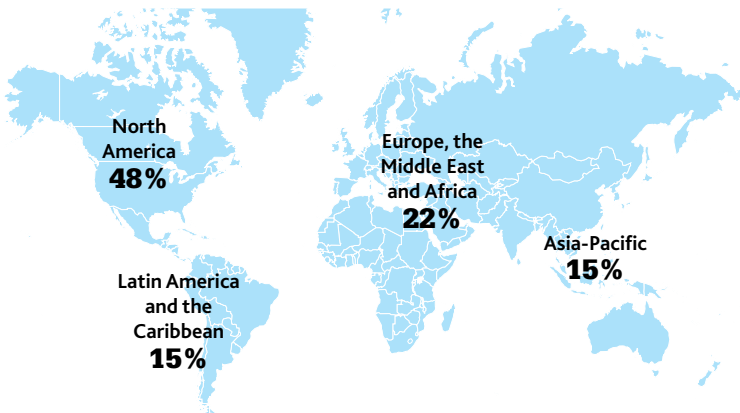 North
America
48%
Europe, the
Middle East
and Africa
22%
Asia-Pacific
15%
Latin America
and the
Caribbean
15%